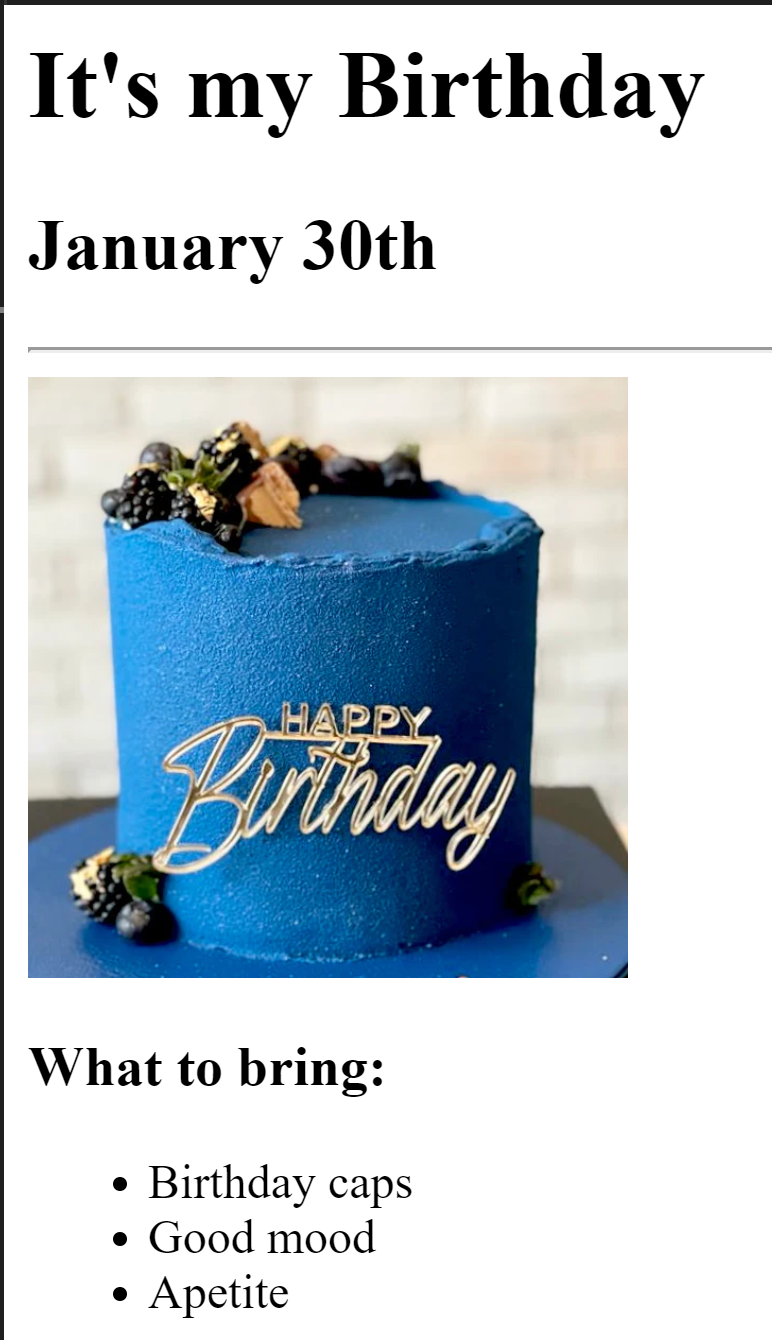 It's my Birthday
January 30th
HAPPY
Birthday
What to bring:
Birthday caps
Good mood
Apetite